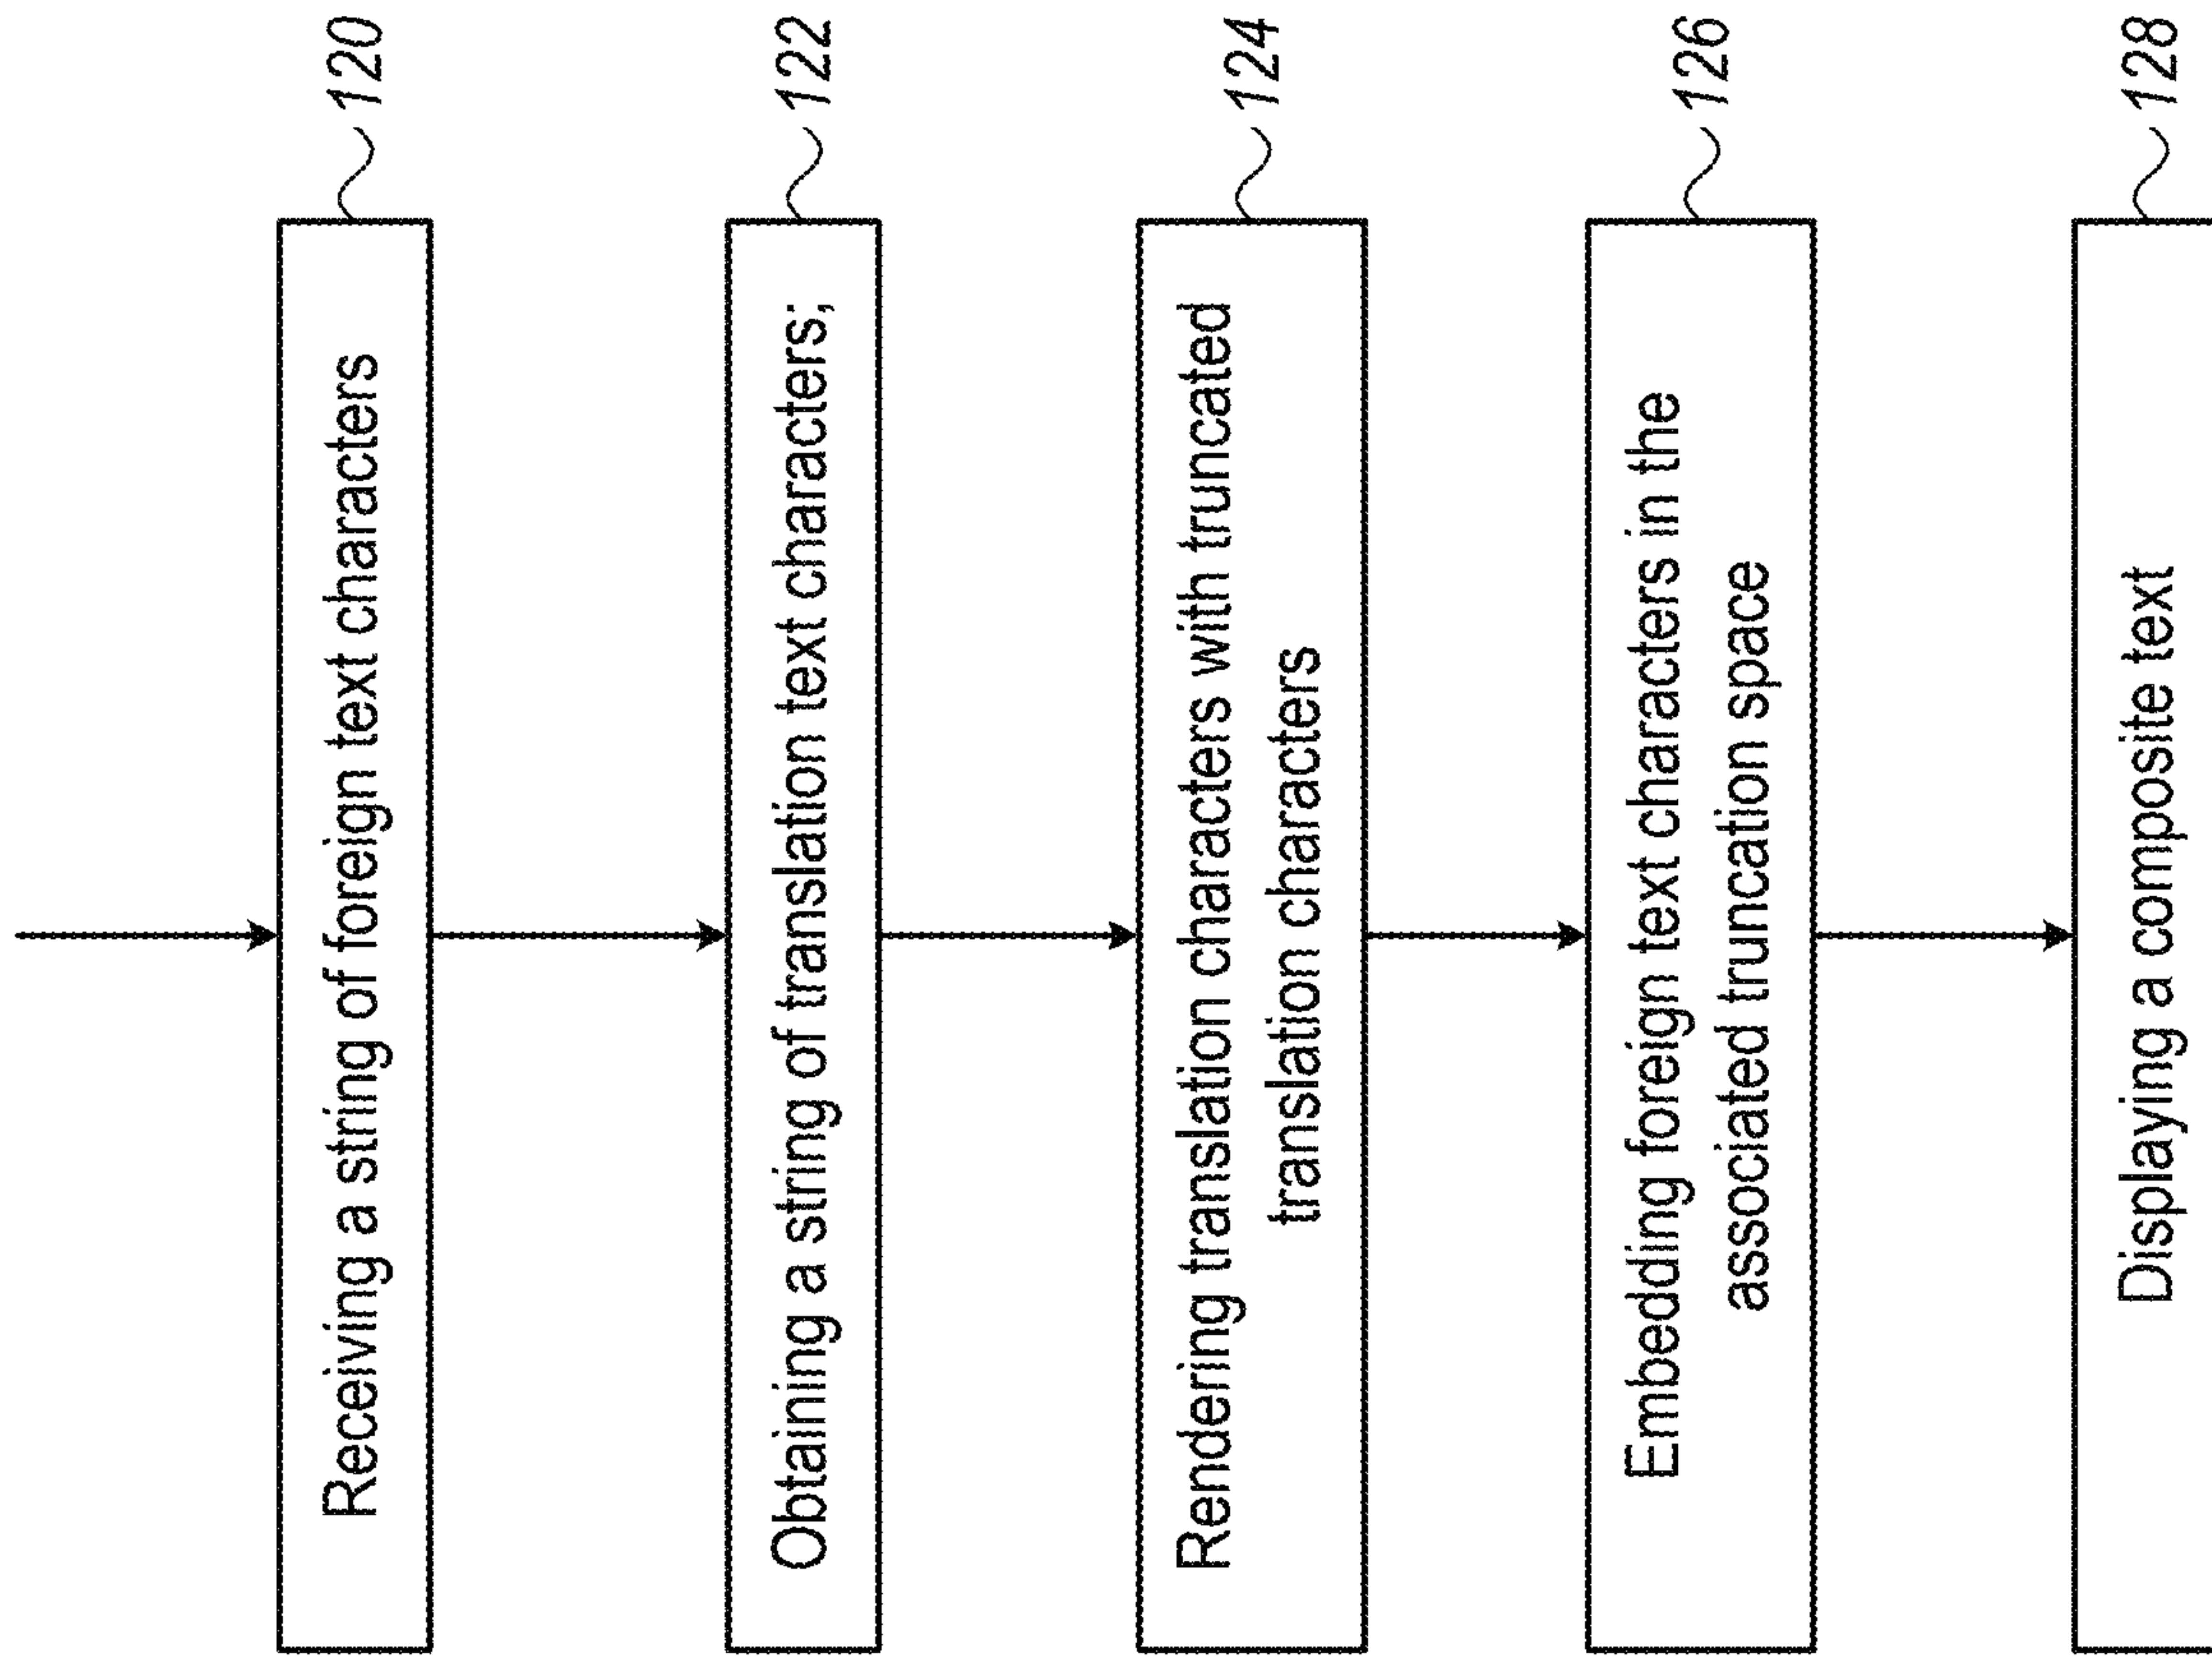 Receiving a string of foreign text characters
120
Obtaining a string of translation text characters;
122
Rendering translation characters with truncated
translation characters
124
Embedding foreign text characters in the
associated truncation space
126
Displaying a composite text
128